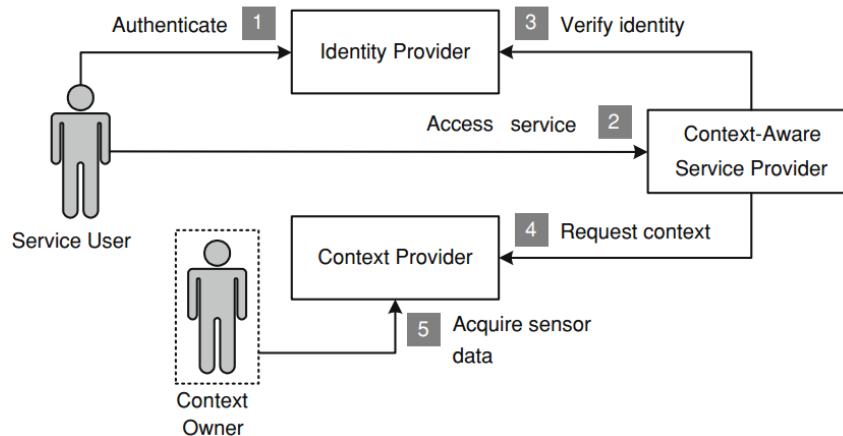 Authenticate 1
Identity Provider
3 Verify identity
Access service 2
Context-Aware
Service Provider
Service User
Context Provider
4 Request context
5 Acquire sensor
data
Context
Owner